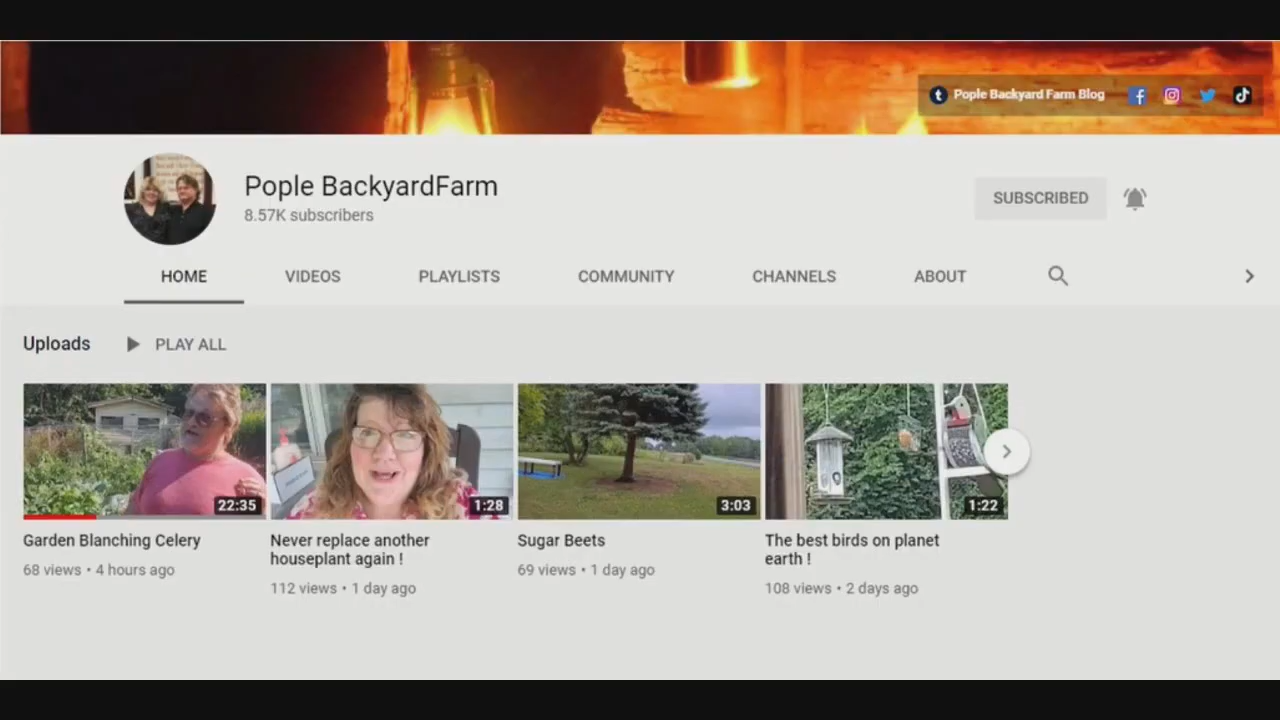 Pople Backyard Farm Blog
Pople BackyardFarm
8.57K subscribers
SUBSCRIBED
HOME VIDEOS PLAYLISTS COMMUNITY CHANNELS ABOUT
Uploads PLAY ALL
22:35 1:28 3:03 1:22
Garden Blanching Celery
68 views • 4 hours ago
Never replace another
houseplant again !
112 views • 1 day ago
Sugar Beets
69 views • 1 day ago
The best birds on planet
earth !
108 views • 2 days ago